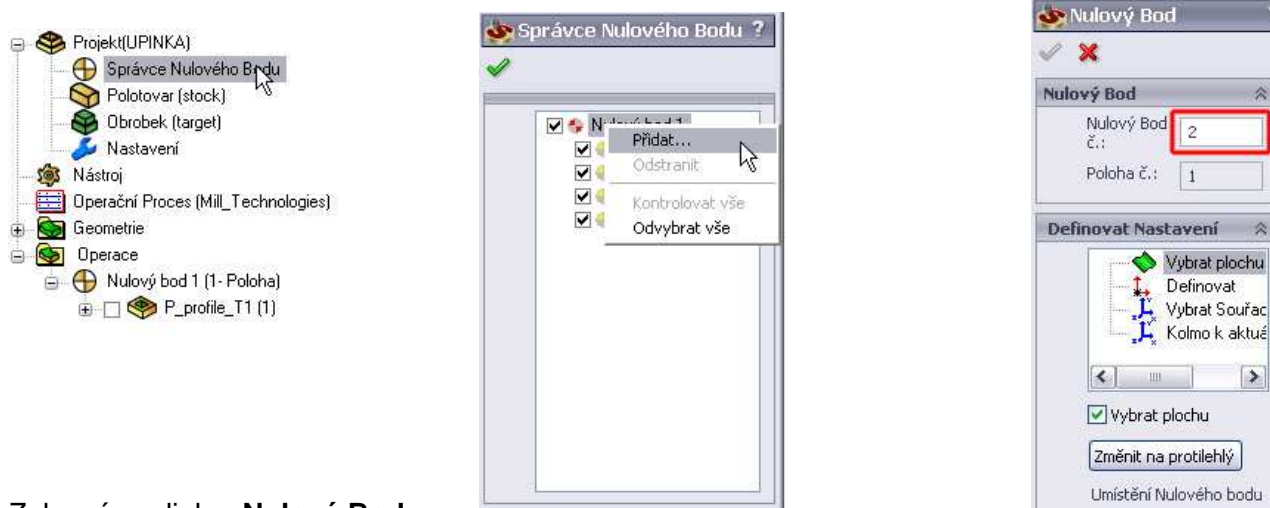 Projekt(UPINKA)
Správce Nulového Bodu
Polotovar (stock)
Obrobek (target)
Nastavení
Nástroj
Operační Proces (Mill_Technologies)
Geometrie
Operace
Nulový bod 1 (1- Poloha)
P_profile_T1 (1)
Správce Nulového Bodu ?
Přidat...
Odstranit
Kontrolovat vše
Odvybrat vše
Nulový Bod
Nulový Bod
Nulový Bod
č.:
2
Poloha č.:
1
Definovat Nastavení
Vybrat plochu
Definovat
Vybrat Souřac
Kolmo k aktuá
Vybrat plochu
Změnit na protilehlý
Umístění Nulového bodu